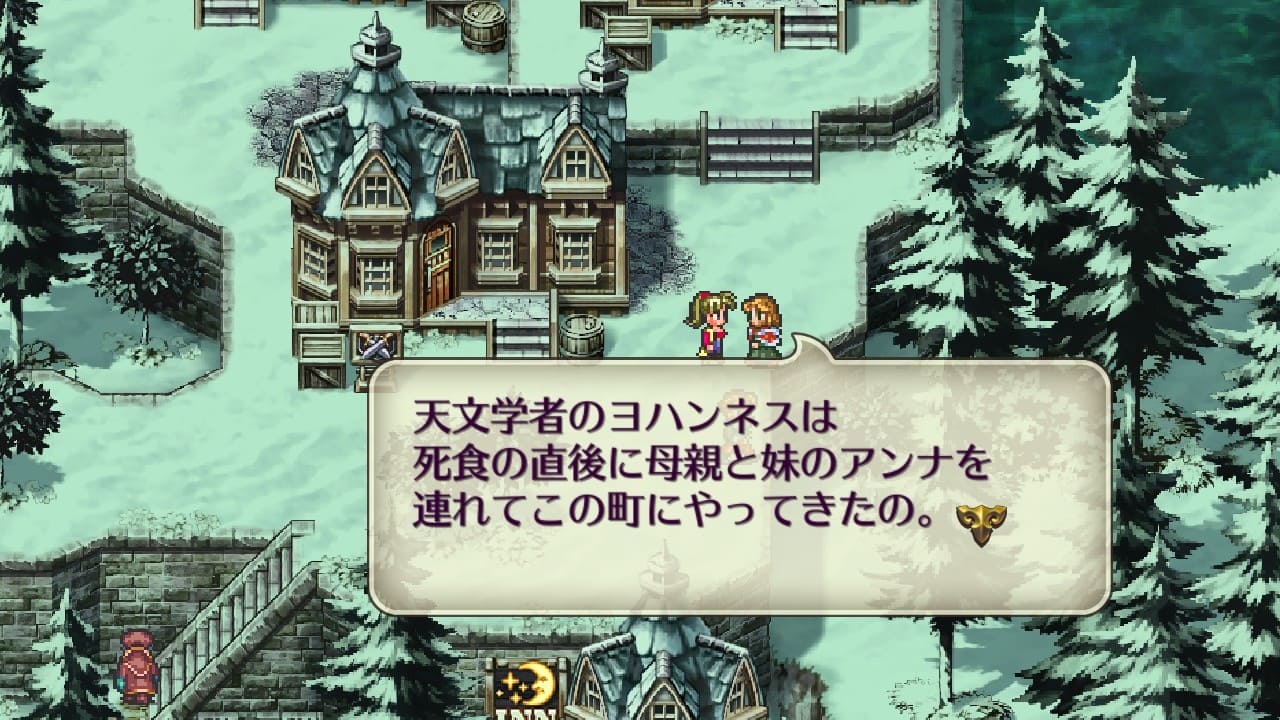 天文学者のヨハンネスは
死食の直後に母親と妹のアンナを
連れてこの町にやってきたの。
INN